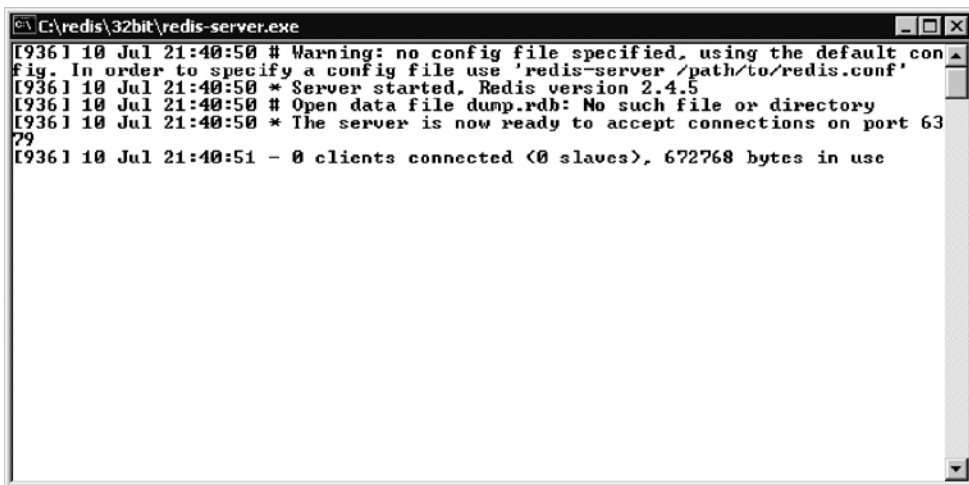 C:\redis\32bit\redis-server.exe
[936] 10 Jul 21:40:50 # Warning: no config file specified, using the default con
fig. In order to specify a config file use 'redis-server /path/to/redis.conf'
[936] 10 Jul 21:40:50 * Server started, Redis version 2.4.5
[936] 10 Jul 21:40:50 # Open data file dump.rdb: No such file or directory
[936] 10 Jul 21:40:50 * The server is now ready to accept connections on port 63
79
[936] 10 Jul 21:40:51 - 0 clients connected (0 slaves), 672768 bytes in use